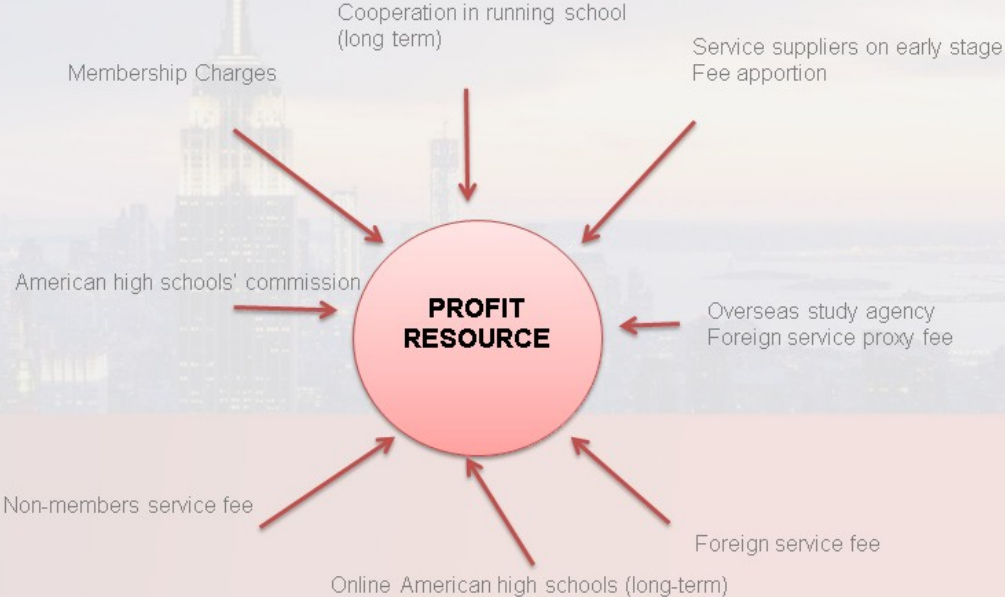 Cooperation in running school
(long term)
Service suppliers on early stage
Fee apportion
Membership Charges
American high schools' commission
PROFIT
RESOURCE
Overseas study agency
Foreign service proxy fee
Non-members service fee
Foreign service fee
Online American high schools (long-term)